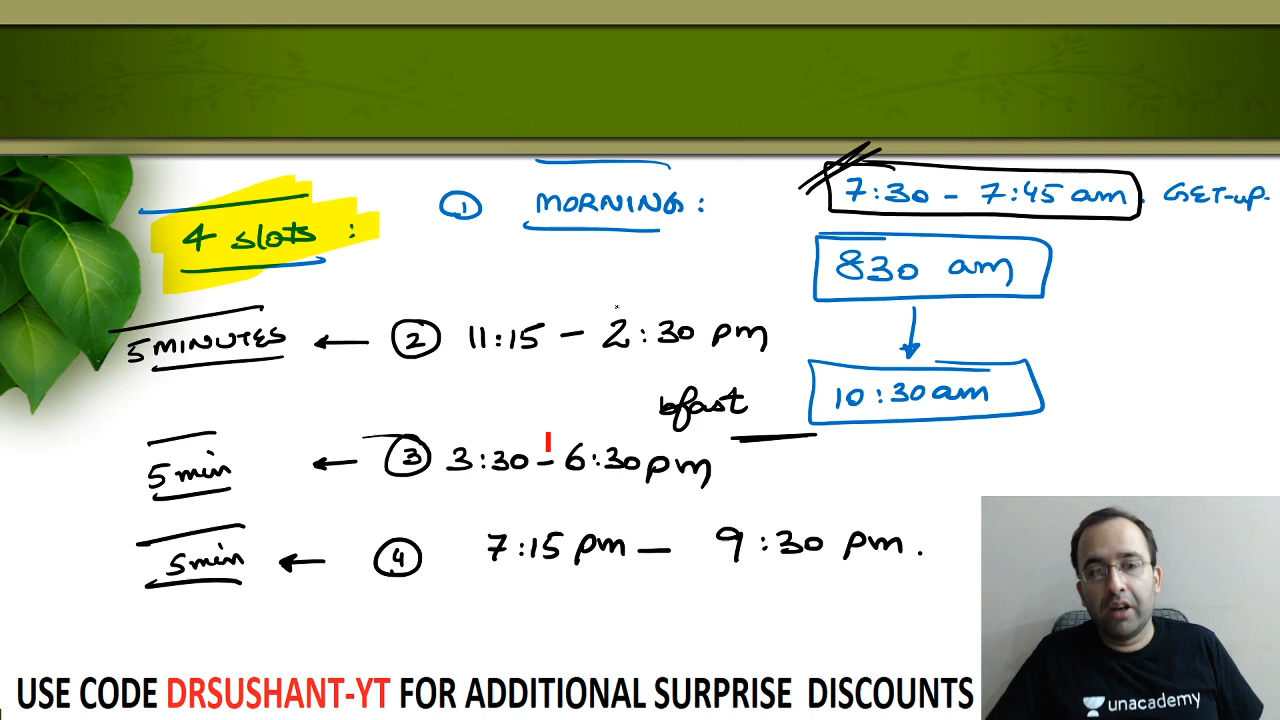 ① MORNING : 7:30 - 7:45 am. GET-up.
4 slots :
830 am
5 MINUTES ← ② 11:15 - 2:30 pm
10:30 am
bfast
5 min ← ③ 3:30 - 6:30 pm
5 min ← ④ 7:15 pm - 9:30 pm.
USE CODE DRSUSHANT-YT FOR ADDITIONAL SURPRISE DISCOUNTS
unacademy